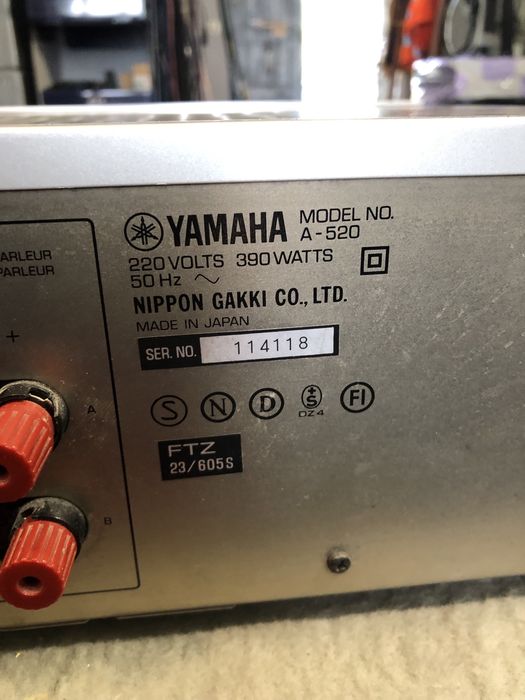 YAMAHA MODEL NO.
A-520
220 VOLTS 390 WATTS
50 Hz ~
NIPPON GAKKI CO., LTD.
MADE IN JAPAN
SER. NO. 114118
S N D +S FI
DZ4
FTZ
23/605S
ARLEUR
PARLEUR
+
A
B